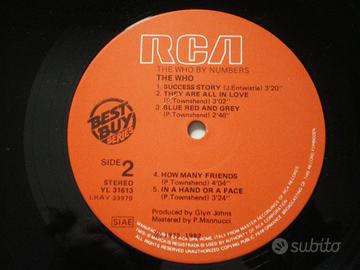 RCA
THE WHO BY NUMBERS
THE WHO
1. SUCCESS STORY (J.Entwistle) 3'20"
2. THEY ARE ALL IN LOVE
(P.Townshend) 3'02"
3. BLUE RED AND GREY
(P.Townshend) 2'46"
BEST
BUY
SERIES
SIDE 2
STEREO
YL 31613
LKAY 33979
4. HOW MANY FRIENDS
(P.Townshend) 4'04"
5. IN A HAND OR A FACE
(P.Townshend) 3'24"
SIAE
Produced by Glyn Johns
Mastered by P.Mannucci
subito